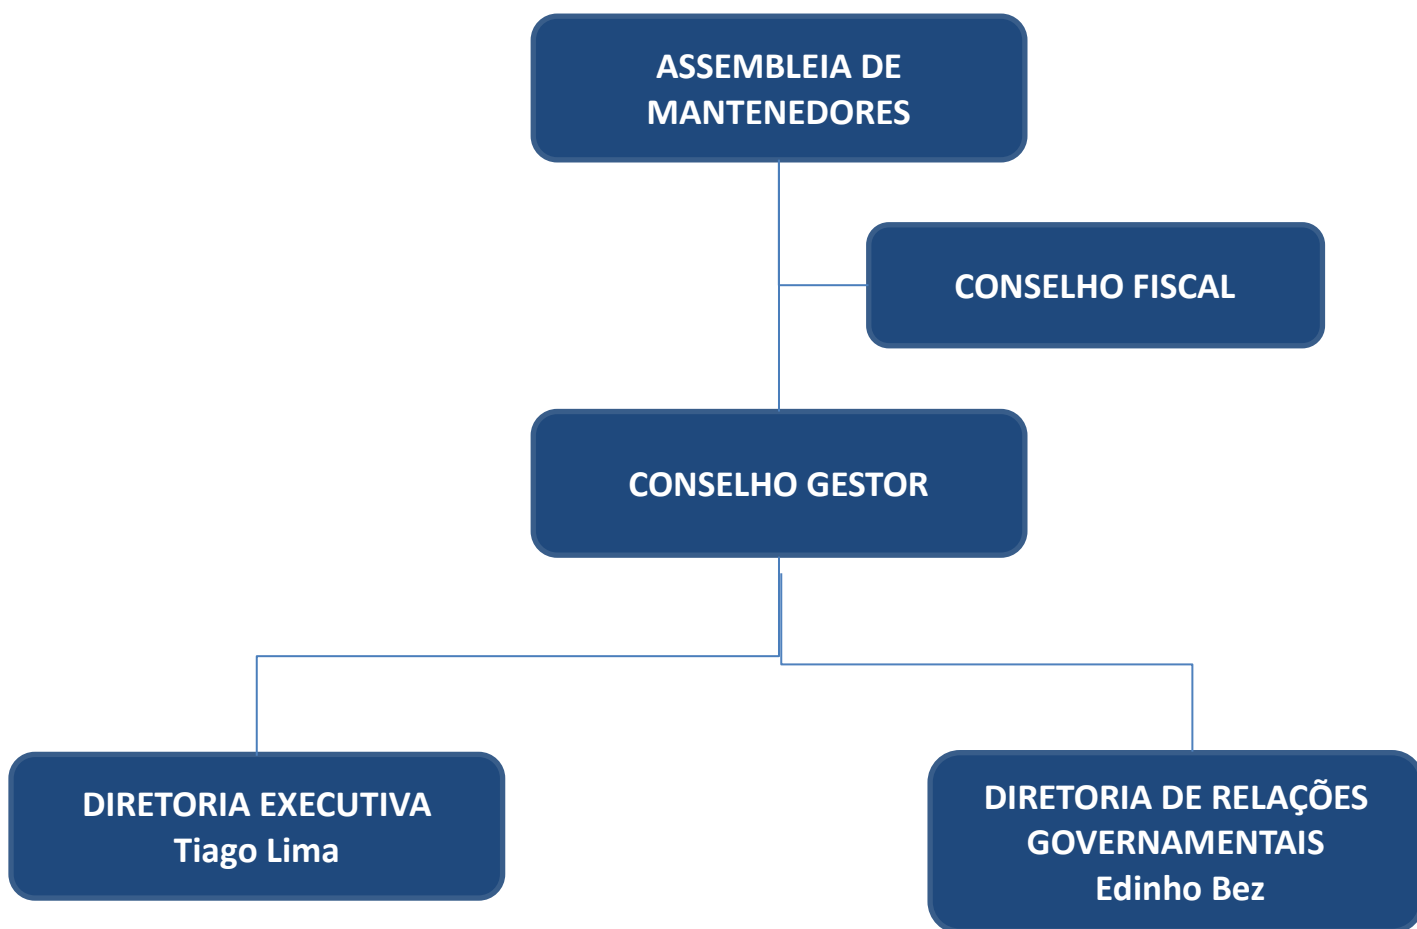 ASSEMBLEIA DE
MANTENEDORES
CONSELHO FISCAL
CONSELHO GESTOR
DIRETORIA EXECUTIVA
Tiago Lima
DIRETORIA DE RELAÇÕES
GOVERNAMENTAIS
Edinho Bez